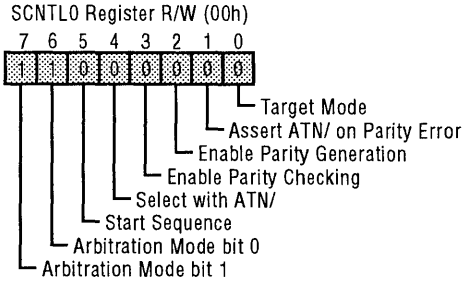 SCNTL0 Register R/W (00h)
7 6 5 4 3 2 1 0
1 1 0 0 0 0 0 0
Target Mode
Assert ATN/ on Parity Error
Enable Parity Generation
Enable Parity Checking
Select with ATN/
Start Sequence
Arbitration Mode bit 0
Arbitration Mode bit 1